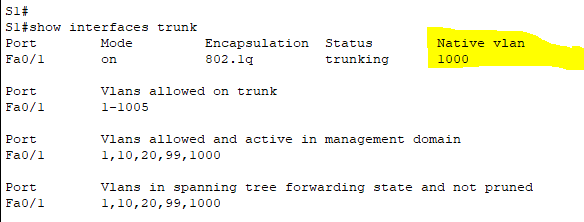 S1#
S1#show interfaces trunk
Port Mode Encapsulation Status Native vlan
Fa0/1 on 802.1q trunking 1000
Port Vlans allowed on trunk
Fa0/1 1-1005
Port Vlans allowed and active in management domain
Fa0/1 1,10,20,99,1000
Port Vlans in spanning tree forwarding state and not pruned
Fa0/1 1,10,20,99,1000